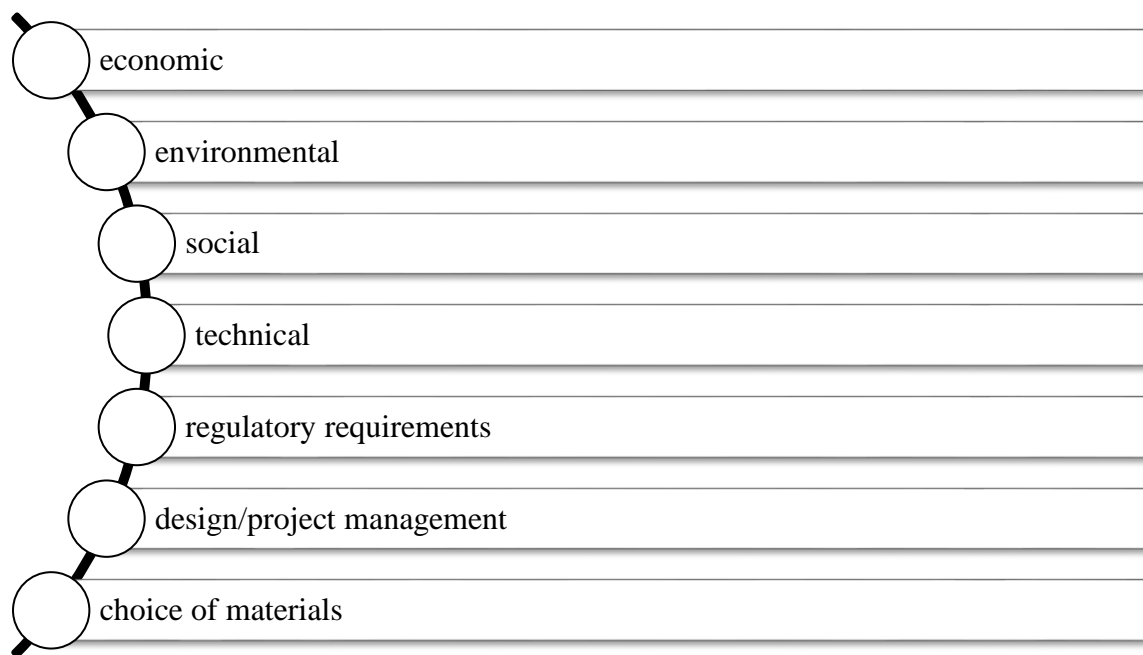 economic
environmental
social
technical
regulatory requirements
design/project management
choice of materials